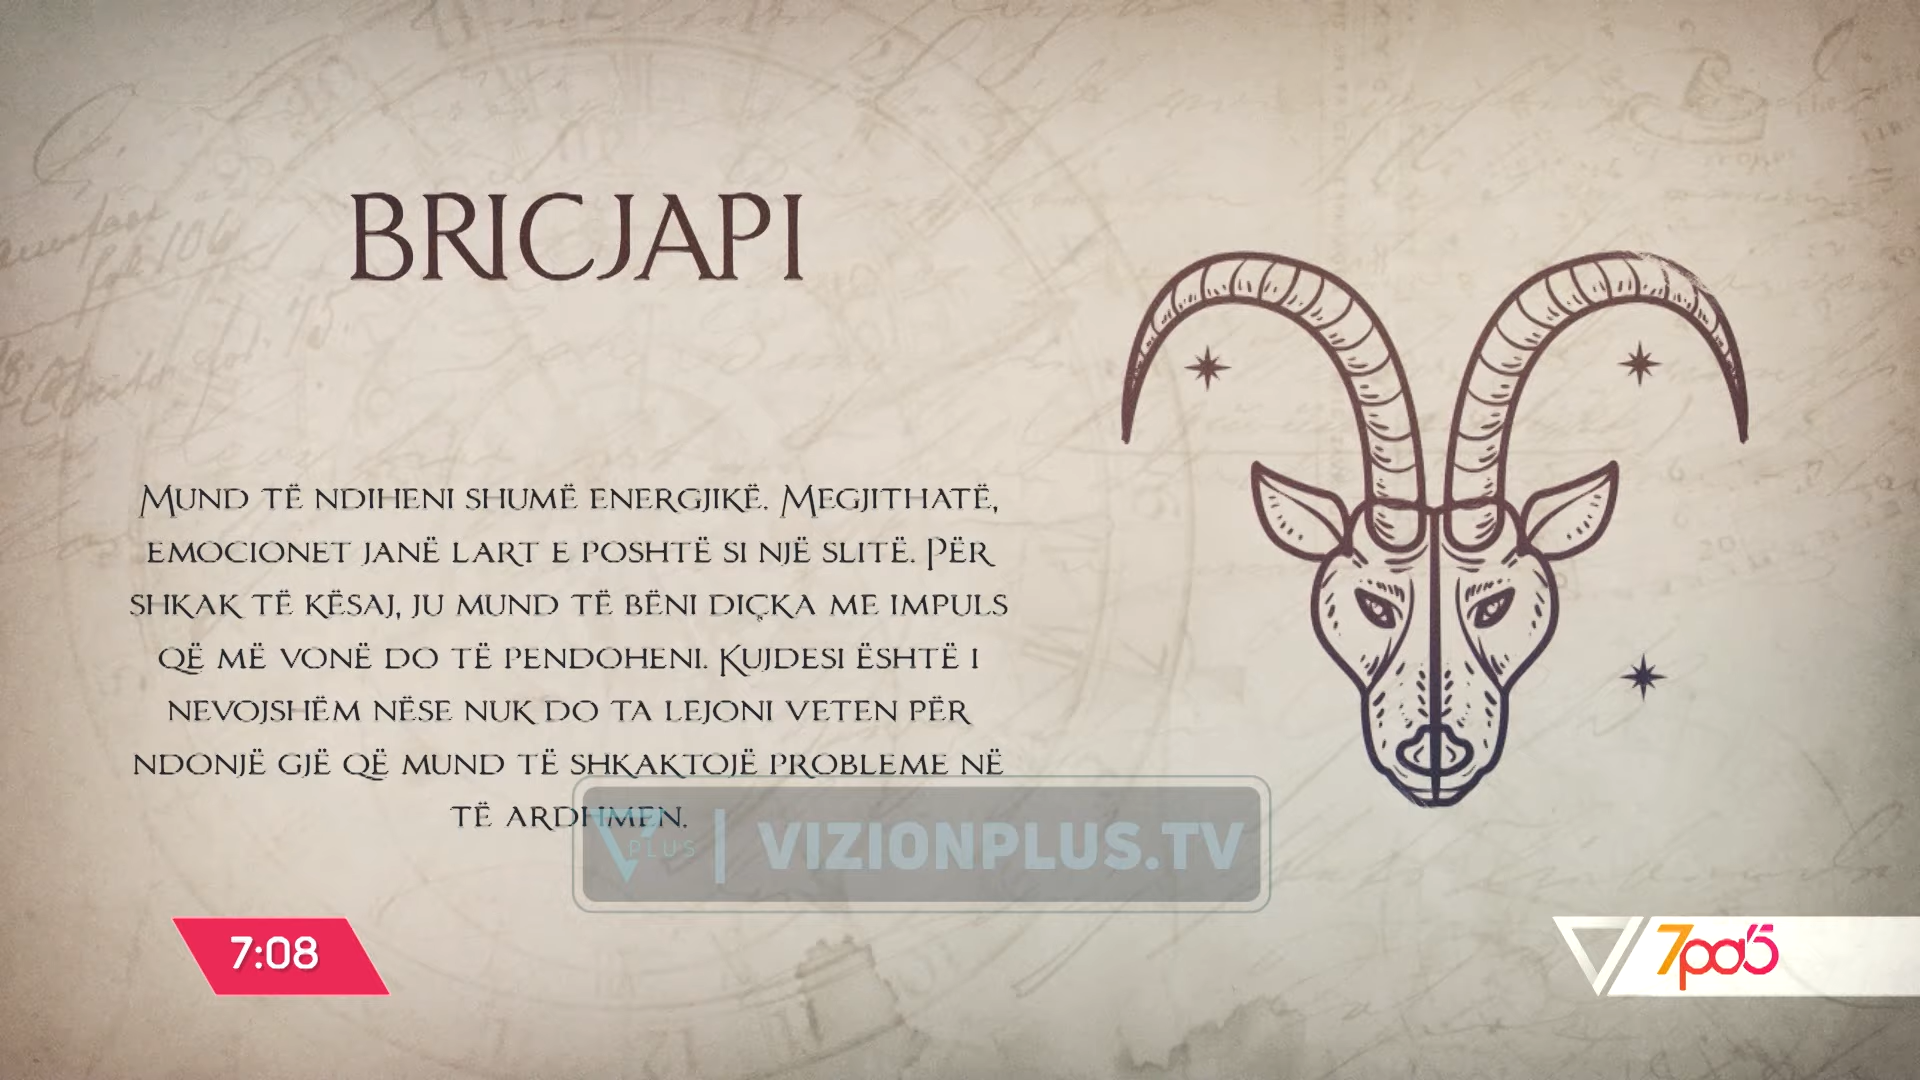 BRICJAPI
MUND TË NDIHENI SHUMË ENERGJIKË. MEGJITHATË,
EMOCIONET JANË LART E POSHTË SI NJË SLITË. PËR
SHKAK TË KËSAJ, JU MUND TË BËNI DIÇKA ME IMPULS
QË MË VONË DO TË PENDOHENI. KUJDESI ËSHTË I
NEVOJSHËM NËSE NUK DO TA LEJONI VETEN PËR
NDONJË GJË QË MUND TË SHKAKTOJË PROBLEME NË
TË ARDHMEN.
PLUS | VIZIONPLUS.TV
7:08
7pa5